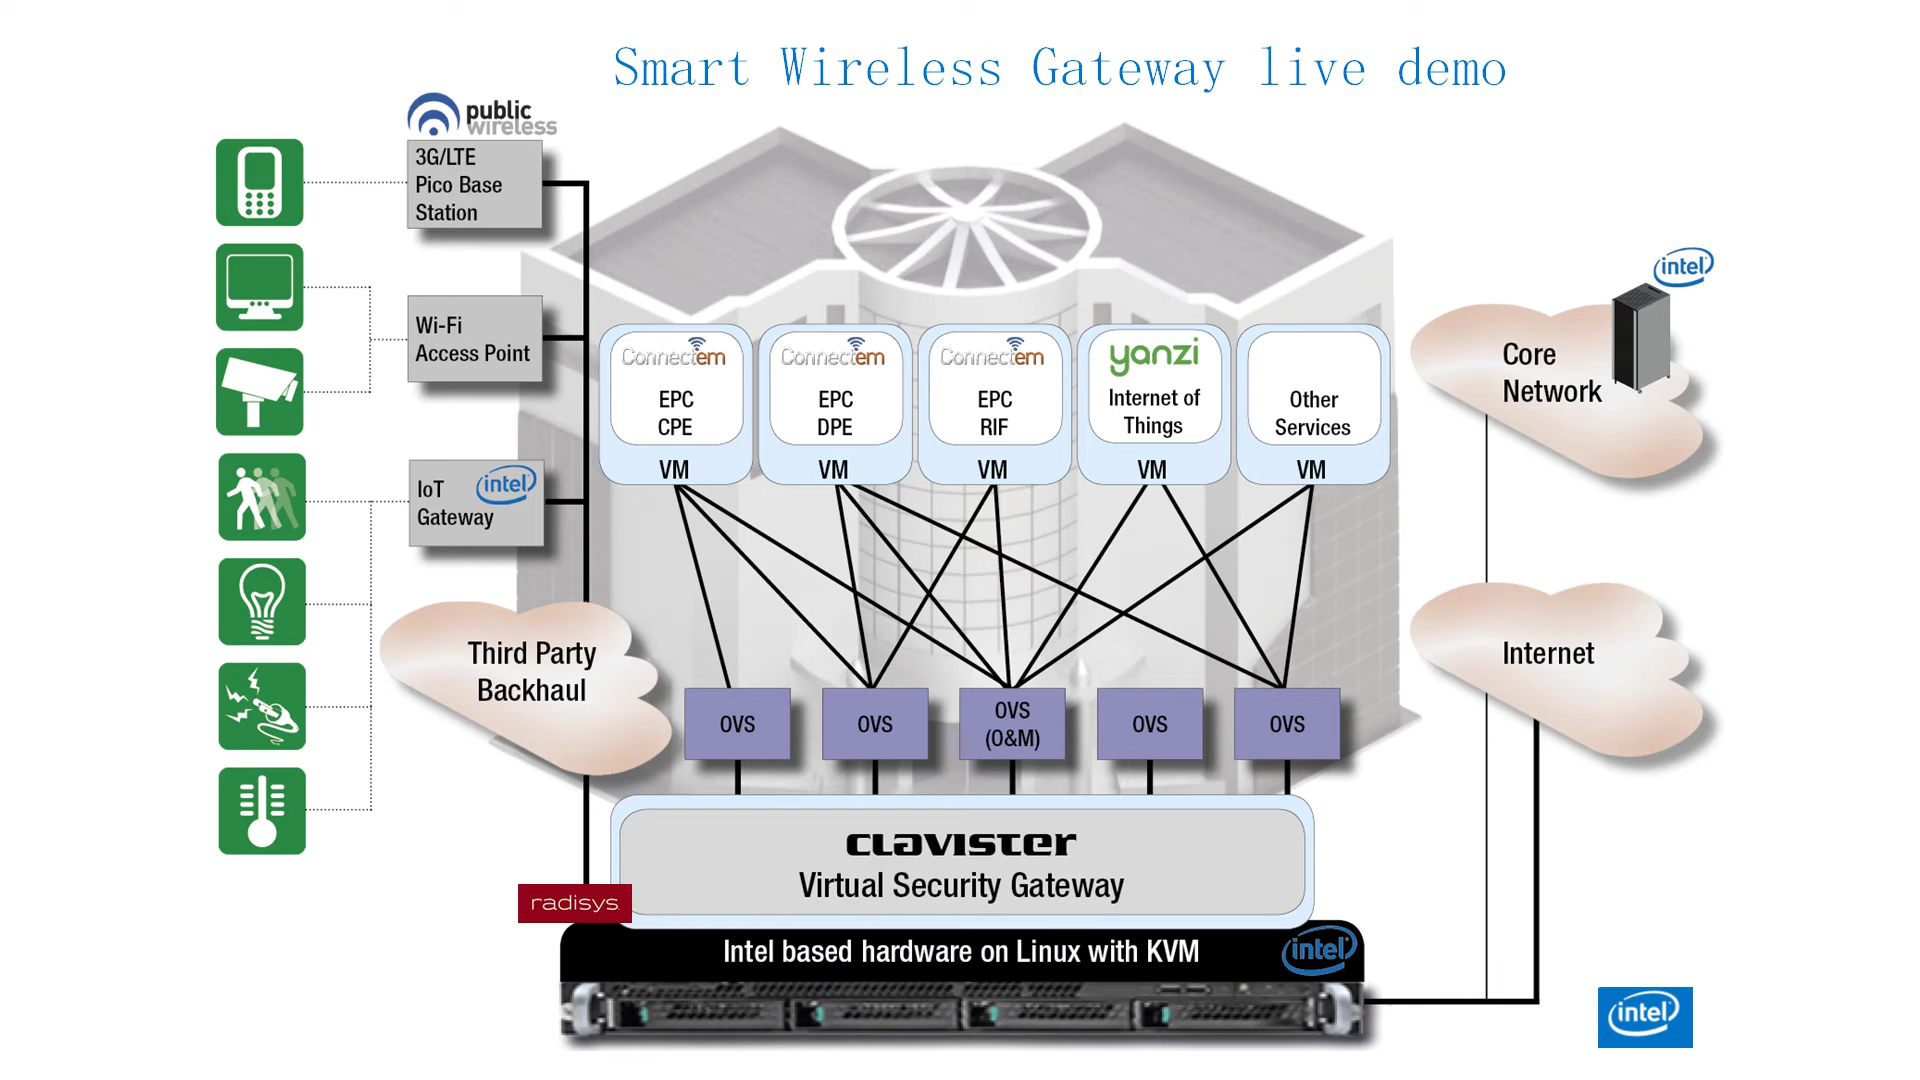 Smart Wireless Gateway live demo
public
wireless
3G/LTE
Pico Base
Station
Wi-Fi
Access Point
IoT
Gateway
intel
Third Party
Backhaul
Connectem
EPC
CPE
VM
Connectem
EPC
DPE
VM
Connectem
EPC
RIF
VM
yanzi
Internet of
Things
VM
Other
Services
VM
intel
Core
Network
Internet
OVS
OVS
OVS
(O&M)
OVS
OVS
CLAVISTER
Virtual Security Gateway
radisys
Intel based hardware on Linux with KVM
intel
intel